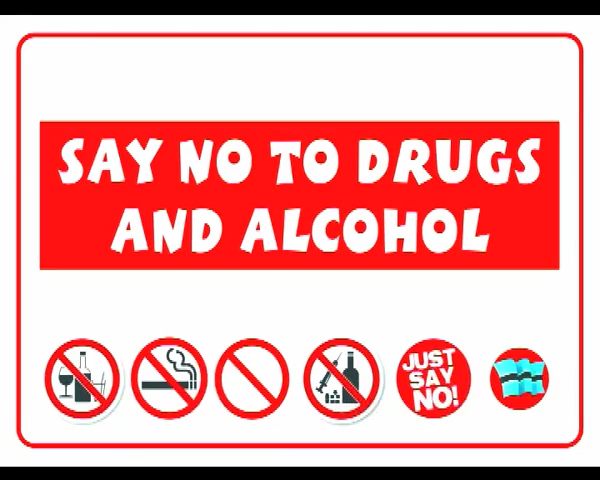 SAY NO TO DRUGS
AND ALCOHOL
JUST
SAY
NO!